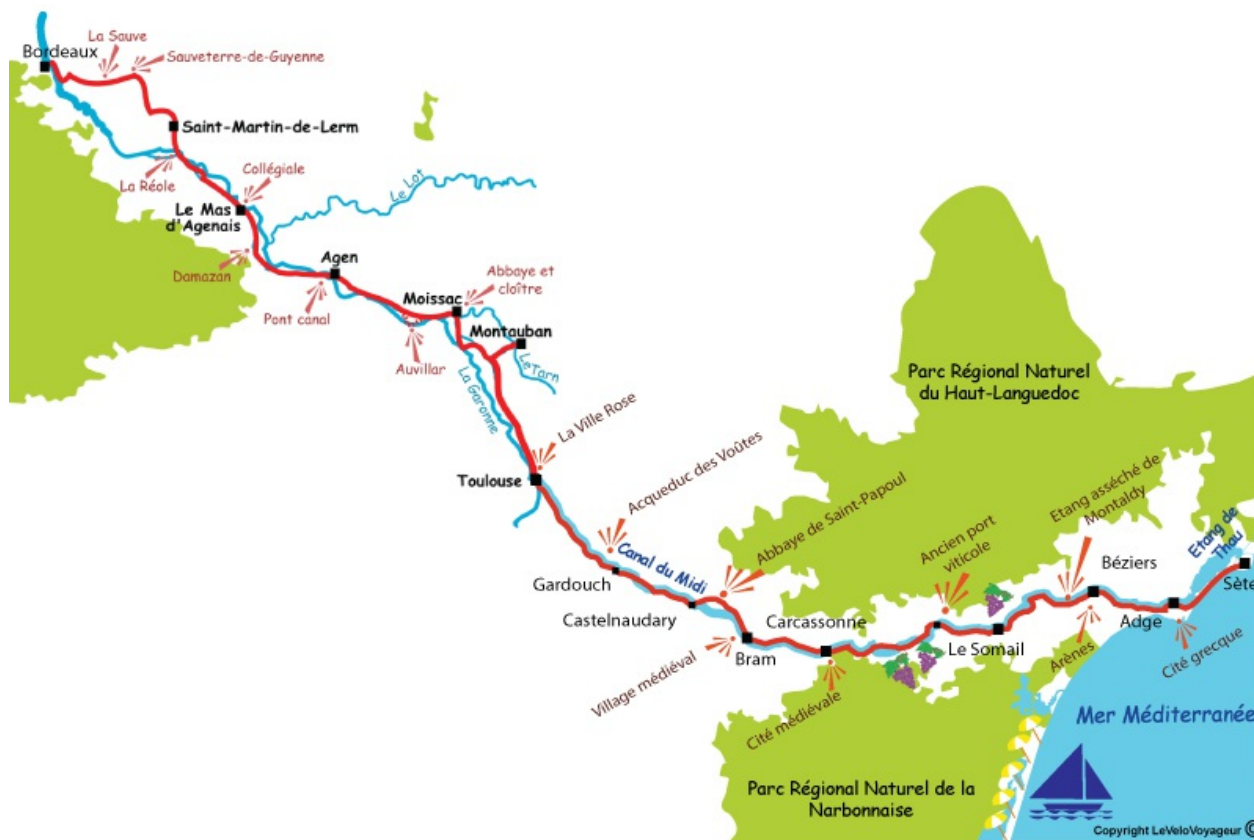 La Sauve
Bordeaux
Sauveterre-de-Guyenne
Saint-Martin-de-Lerm
La Réole
Collégiale
Le Lot
Le Mas
d'Agenais
Damazan
Agen
Pont canal
Abbaye et
cloître
Moissac
Montauban
Auvillar
Le Tarn
La Garonne
La Ville Rose
Toulouse
Acqueduc des Voûtes
Canal du Midi
Abbaye de Saint-Papoul
Gardouch
Castelnaudary
Village médiéval
Bram
Carcassonne
Cité médiévale
Parc Régional Naturel
du Haut-Languedoc
Ancien port
viticole
Le Somail
Etang asséché de
Montaldy
Béziers
Arènes
Adge
Cité grecque
Etang de
Thau
Sète
Mer Méditerranée
Parc Régional Naturel de la
Narbonnaise
Copyright LeVeloVoyageur ©